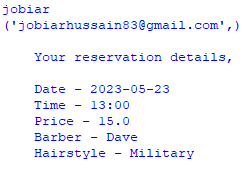 jobiar
('jobiarhussain83@gmail.com',)
Your reservation details,
Date - 2023-05-23
Time - 13:00
Price - 15.0
Barber - Dave
Hairstyle - Military